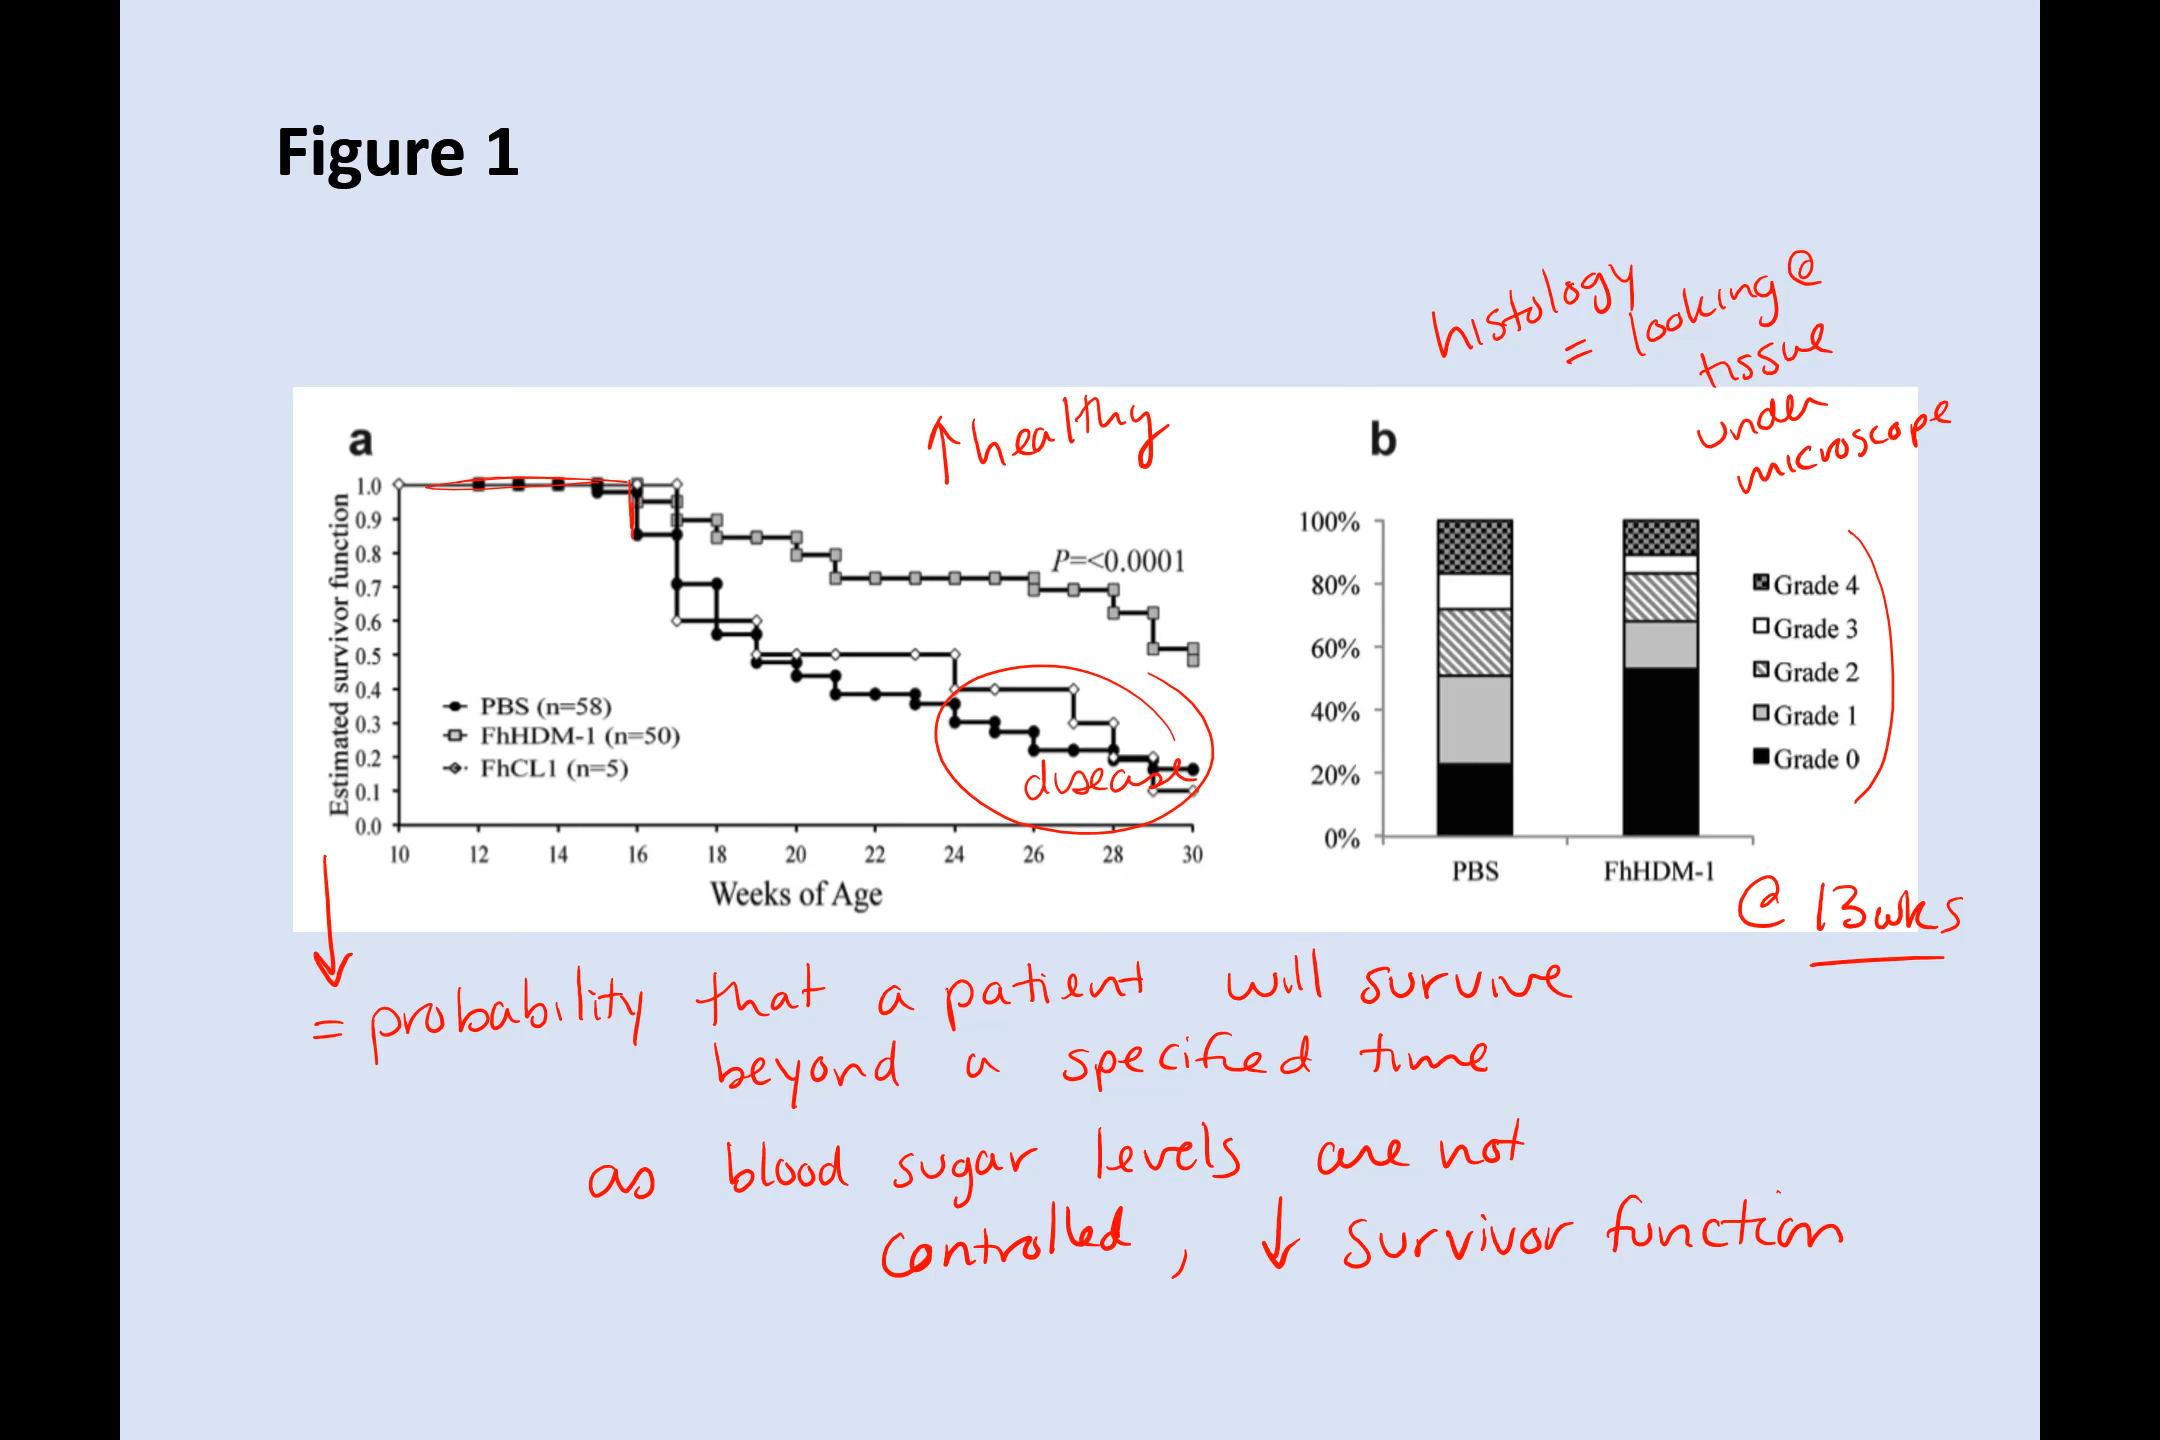 Figure 1
histology
= looking @
tissue
under
microscope
a
↑ healthy
b
Estimated survivor function
1.0
0.9
0.8
0.7
0.6
0.5
0.4
0.3
0.2
0.1
0.0
P=<0.0001
PBS (n=58)
FhHDM-1 (n=50)
FhCL1 (n=5)
disease
10 12 14 16 18 20 22 24 26 28 30
Weeks of Age
100%
80%
60%
40%
20%
0%
Grade 4
Grade 3
Grade 2
Grade 1
Grade 0
PBS FhHDM-1
@ 13wks
= probability that a patient will survive
beyond a specified time
as blood sugar levels are not
controlled, ↓ survivor function